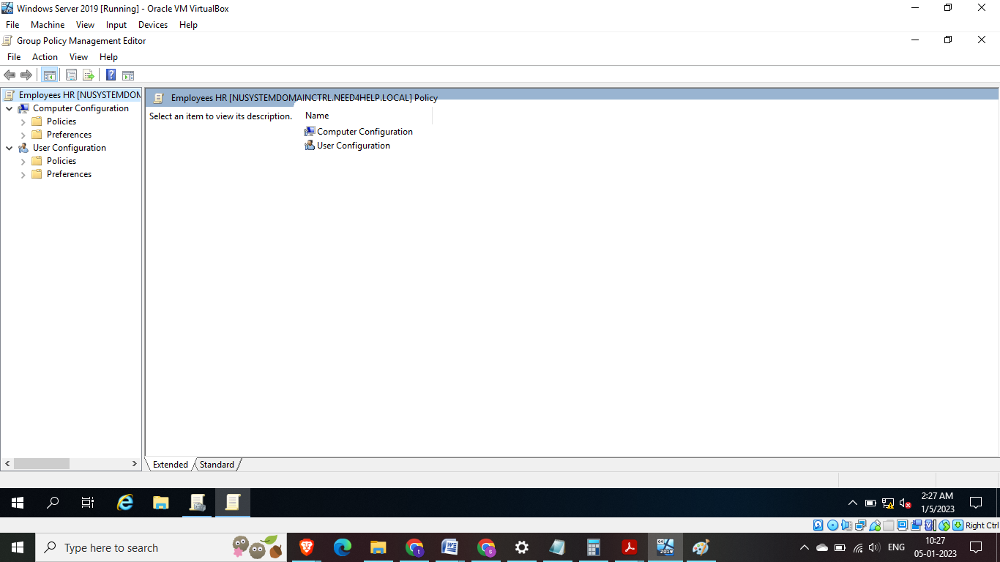 Windows Server 2019 [Running] - Oracle VM VirtualBox
File Machine View Input Devices Help
Group Policy Management Editor
File Action View Help
Employees HR [NUSYSTEMDOM
Computer Configuration
Policies
Preferences
User Configuration
Policies
Preferences
Employees HR [NUSYSTEMDOMAINCTRL.NEED4HELP.LOCAL] Policy
Select an item to view its description.
Name
Computer Configuration
User Configuration
Extended Standard
2:27 AM
1/5/2023
Right Ctrl
Type here to search
2019
ENG
10:27
05-01-2023